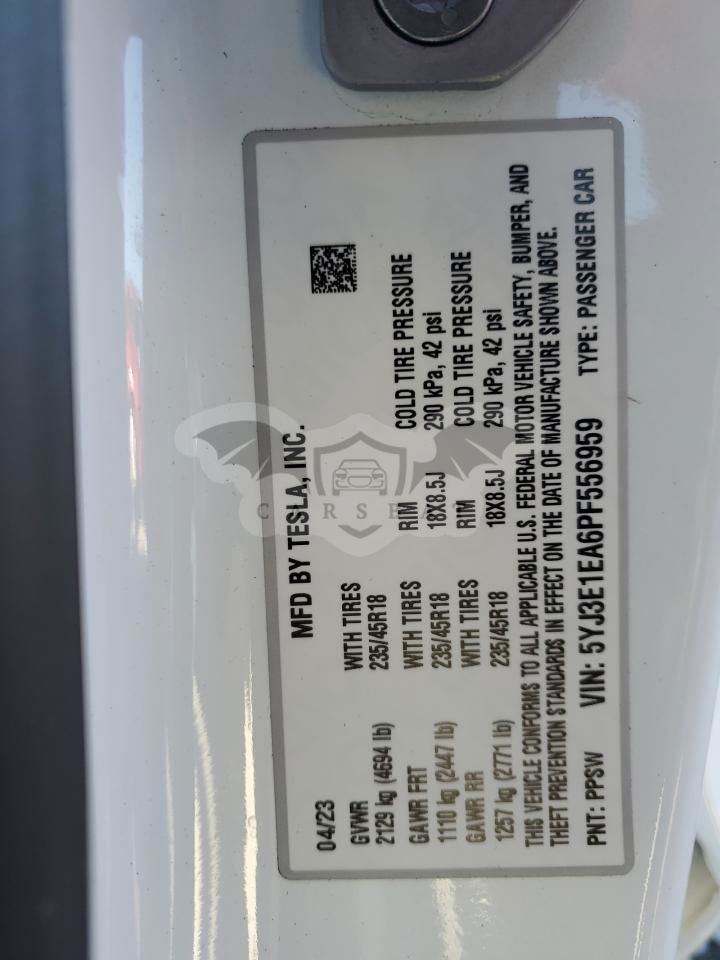 MFD BY TESLA, INC.
04/23
GVWR WITH TIRES RIM COLD TIRE PRESSURE
2129 kg (4694 lb) 235/45R18
GAWR FRT WITH TIRES RIM COLD TIRE PRESSURE
1110 kg (2447 lb) 235/45R18 18X8.5J 290 kPa, 42 psi
GAWR RR WITH TIRES RIM COLD TIRE PRESSURE
1257 kg (2771 lb) 235/45R18 18X8.5J 290 kPa, 42 psi
THIS VEHICLE CONFORMS TO ALL APPLICABLE U.S. FEDERAL MOTOR VEHICLE SAFETY, BUMPER, AND
THEFT PREVENTION STANDARDS IN EFFECT ON THE DATE OF MANUFACTURE SHOWN ABOVE.
PNT: PPSW VIN: 5YJ3E1EA6PF556959 TYPE: PASSENGER CAR